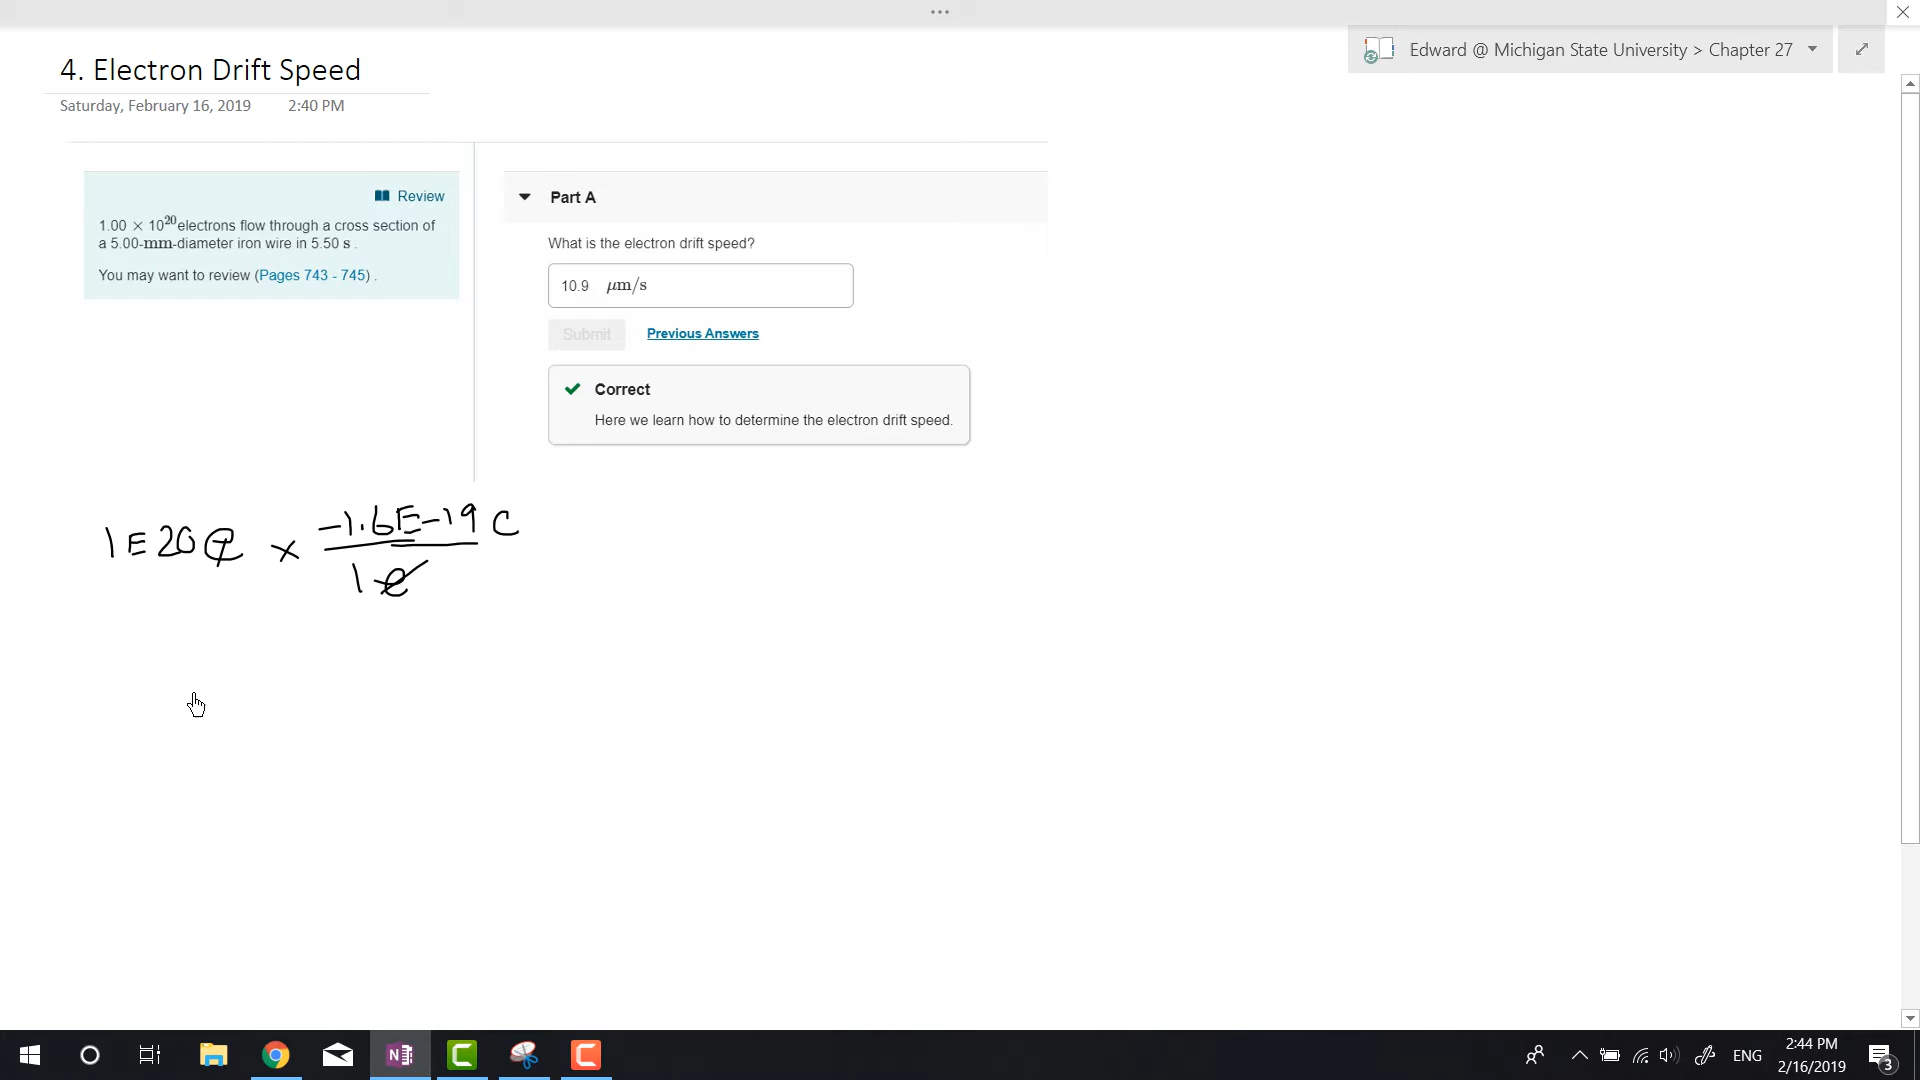 Edward @ Michigan State University > Chapter 27
4. Electron Drift Speed
Saturday, February 16, 2019 2:40 PM
Review
1.00 × 10²⁰electrons flow through a cross section of
a 5.00-mm-diameter iron wire in 5.50 s .
You may want to review (Pages 743 - 745) .
Part A
What is the electron drift speed?
10.9 μm/s
Submit Previous Answers
Correct
Here we learn how to determine the electron drift speed.
-1.6E-19 C
1E20 e ×
1 e
ENG
2:44 PM
2/16/2019
3